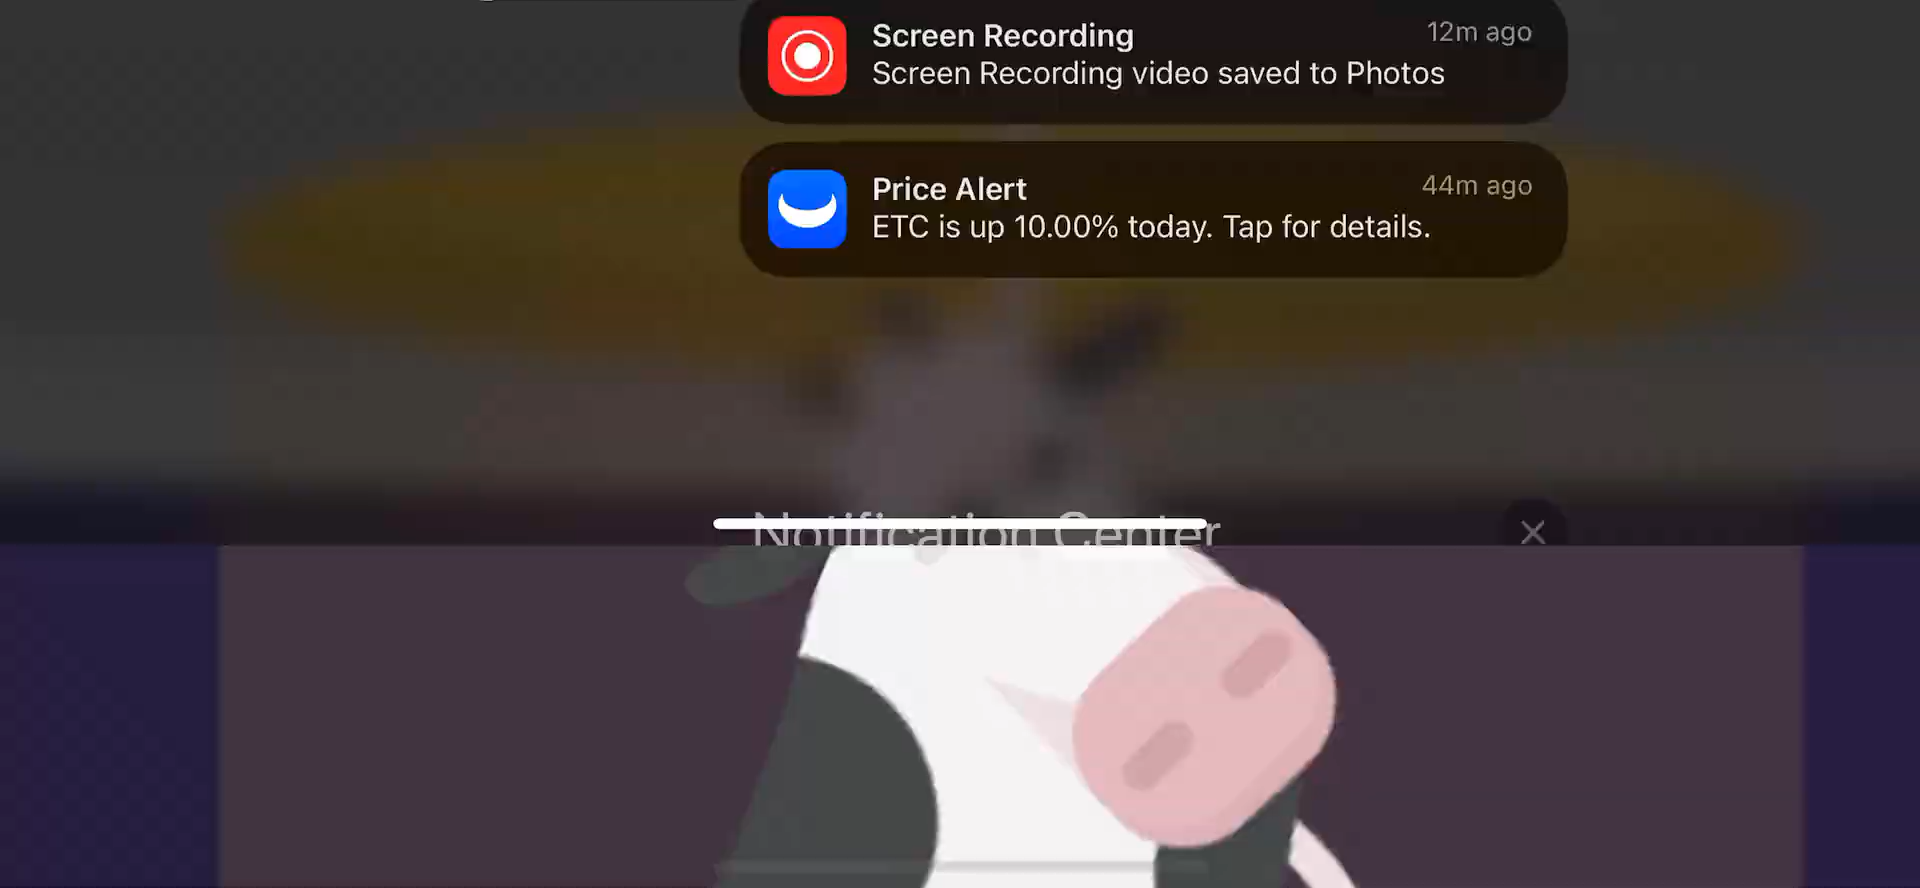 Screen Recording
12m ago
Screen Recording video saved to Photos
Price Alert
44m ago
ETC is up 10.00% today. Tap for details.
Notification Center